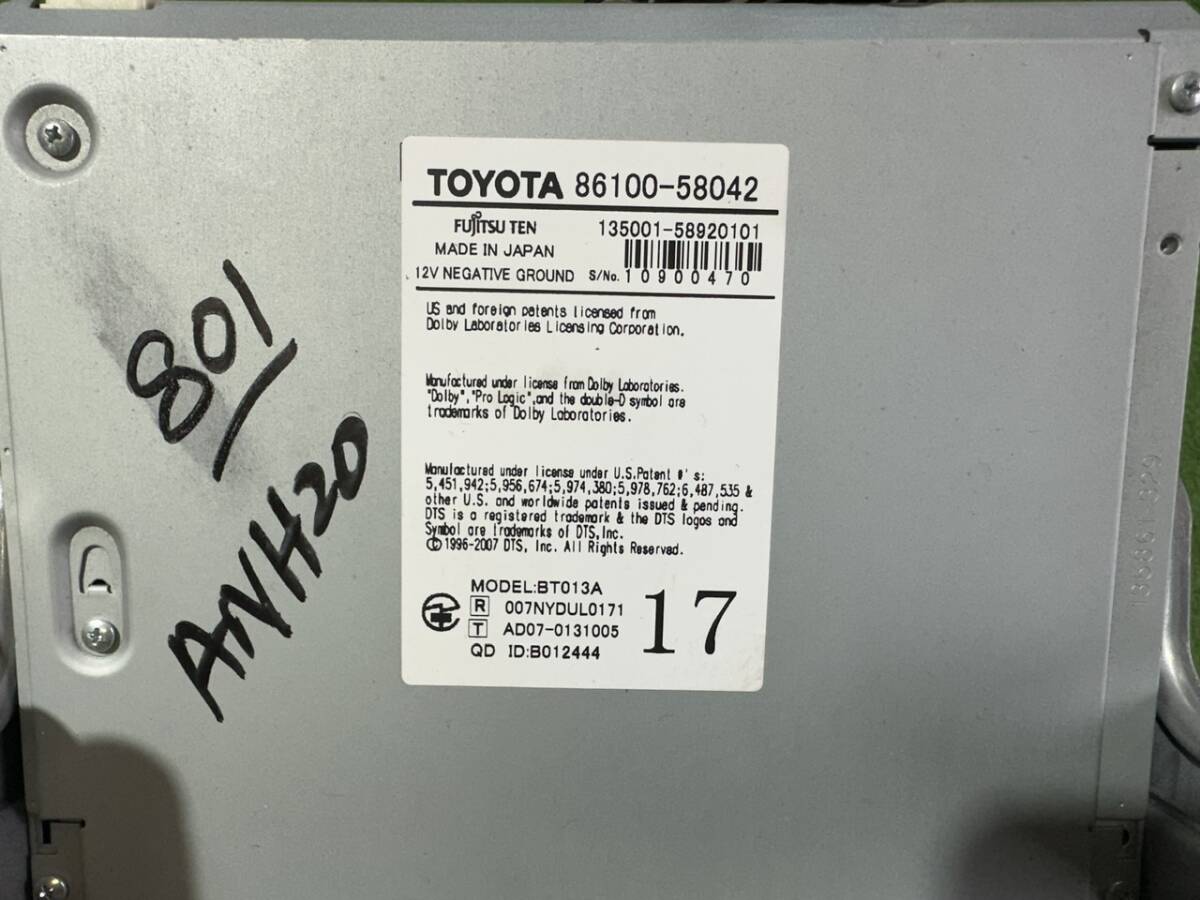 TOYOTA 86100-58042
FUJITSU TEN 135001-58920101
MADE IN JAPAN
12V NEGATIVE GROUND S/No. 10900470
US and foreign patents licensed from
Dolby Laboratories Licensing Corporation.
Manufactured under license from Dolby Laboratories.
"Dolby","Pro Logic",and the double-D symbol are
trademarks of Dolby Laboratories.
Manufactured under license under U.S.Patent #'s:
5,451,942;5,956,674;5,974,380;5,978,762;6,487,535 &
other U.S. and worldwide patents issued & pending.
DTS is a registered trademark & the DTS logos and
Symbol are trademarks of DTS,Inc.
©1996-2007 DTS, Inc. All Rights Reserved.
MODEL:BT013A
R 007NYDUL0171
T AD07-0131005
QD ID:B012444
17
801
ANH20